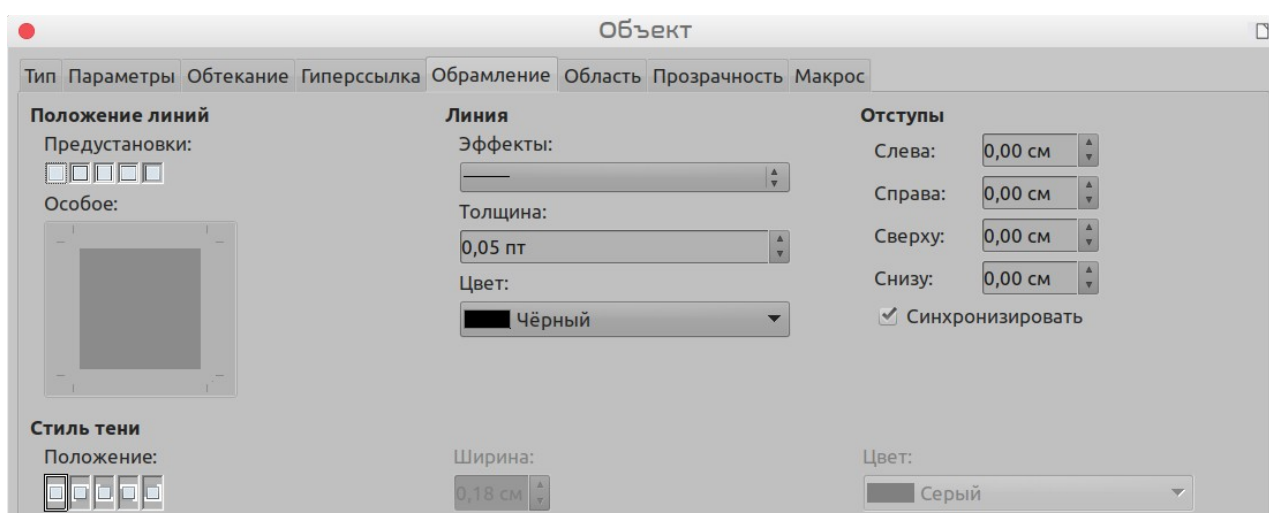 Объект
Тип Параметры Обтекание Гиперссылка Обрамление Область Прозрачность Макрос
Положение линий
Предустановки:
Особое:
Линия
Эффекты:
Толщина:
0,05 пт
Цвет:
Чёрный
Отступы
Слева: 0,00 см
Справа: 0,00 см
Сверху: 0,00 см
Снизу: 0,00 см
Синхронизировать
Стиль тени
Положение:
Ширина:
0,18 см
Цвет:
Серый